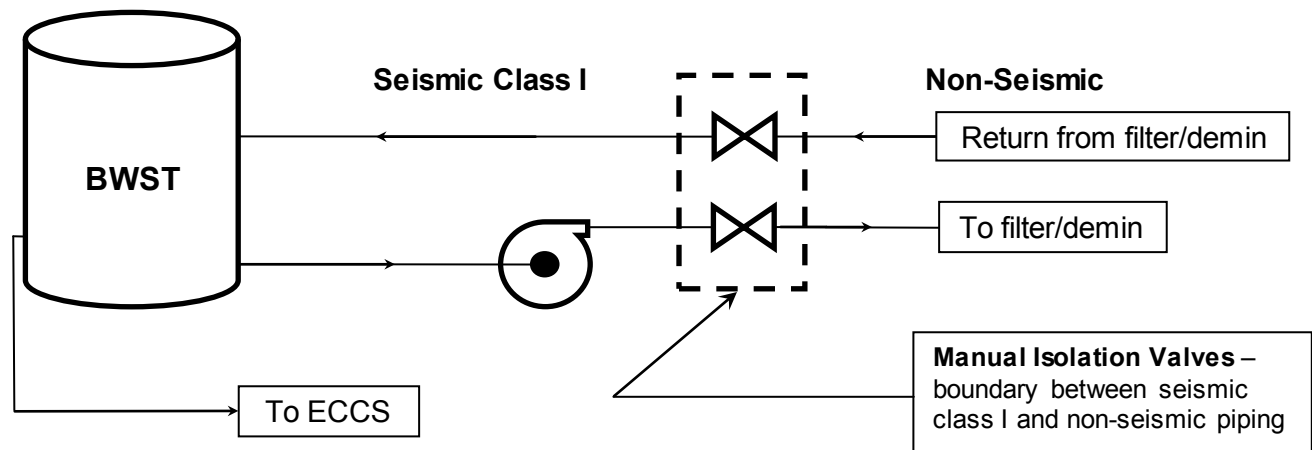 Seismic Class I
Non-Seismic
Return from filter/demin
BWST
To filter/demin
Manual Isolation Valves –
boundary between seismic
class I and non-seismic piping
To ECCS